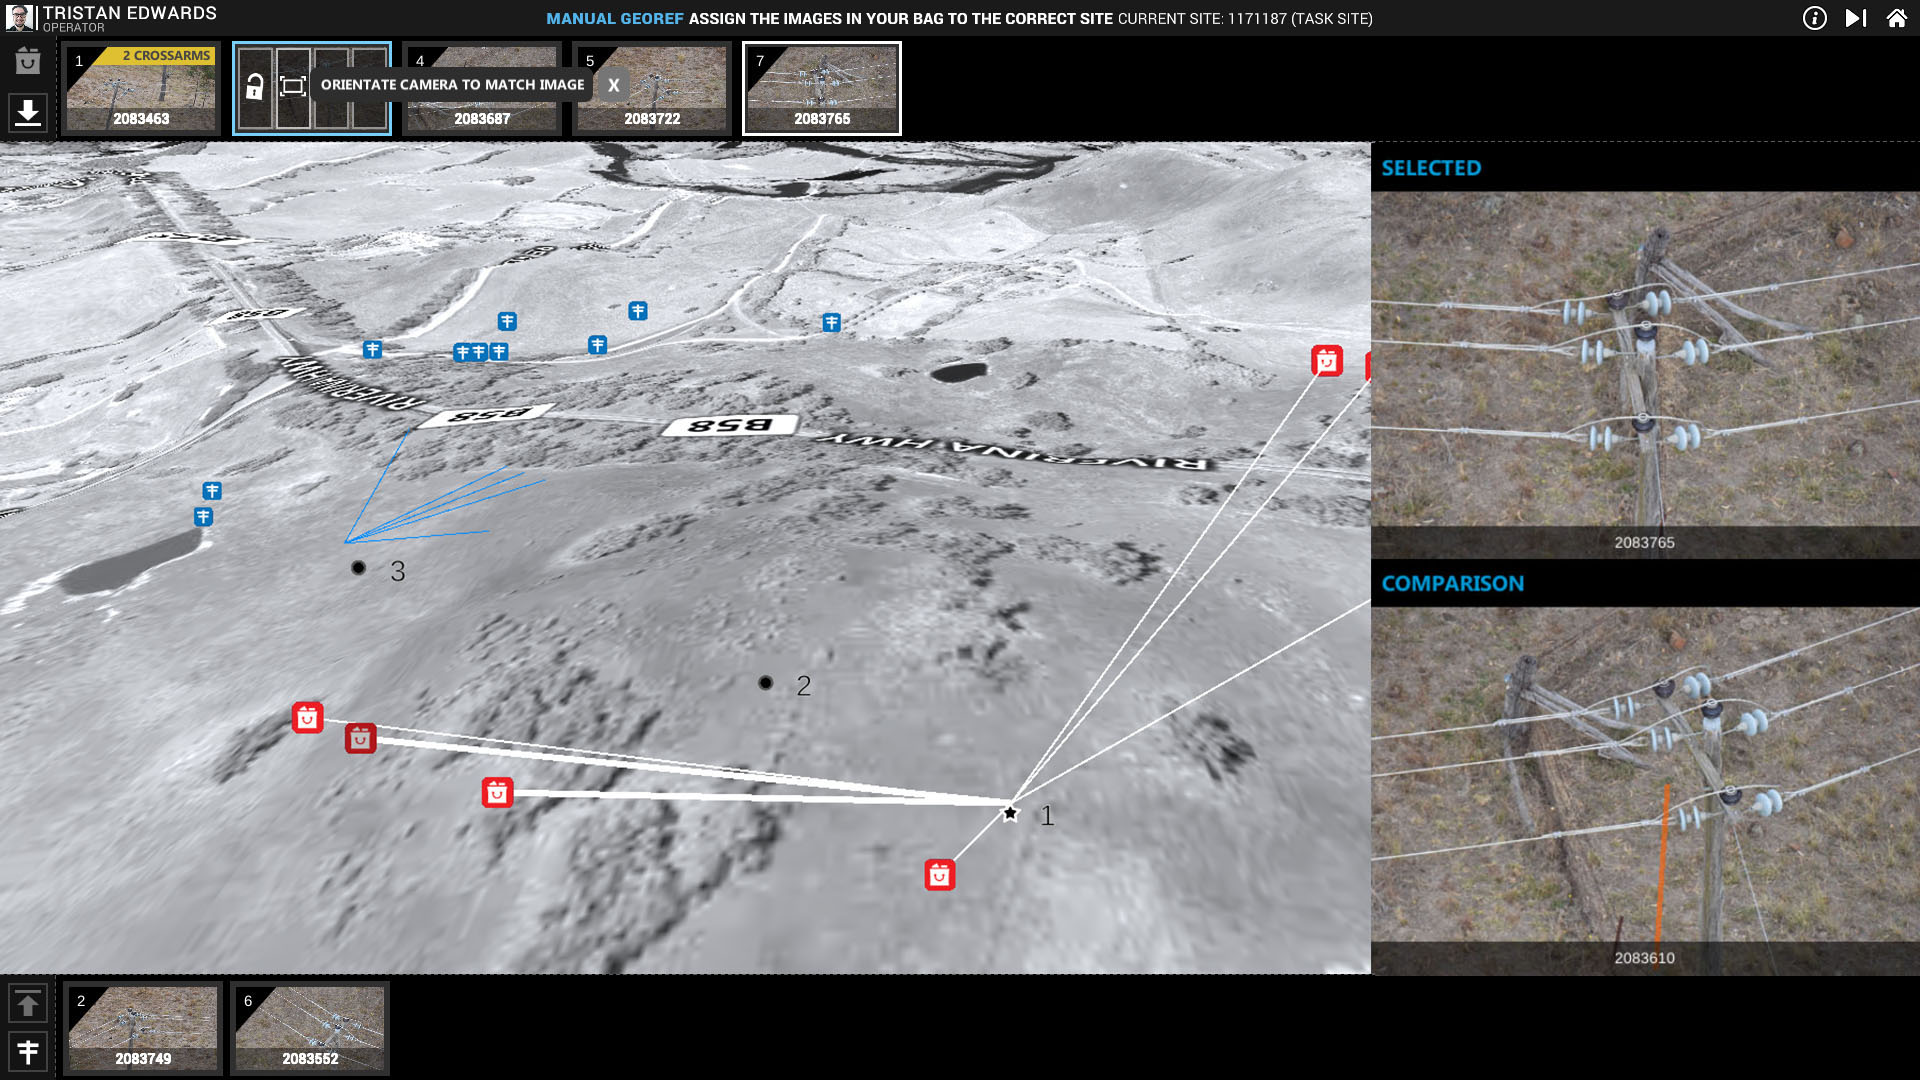 TRISTAN EDWARDS
OPERATOR
MANUAL GEOREF ASSIGN THE IMAGES IN YOUR BAG TO THE CORRECT SITE CURRENT SITE: 1171187 (TASK SITE)
1
2 CROSSARMS
2083463
ORIENTATE CAMERA TO MATCH IMAGE
X
4
2083687
5
2083722
7
2083765
SELECTED
2083765
COMPARISON
2083610
B58
B58
RIVERINA HWY
B58
B58
RIVERINA HWY
3
2
1
2
2083749
6
2083552